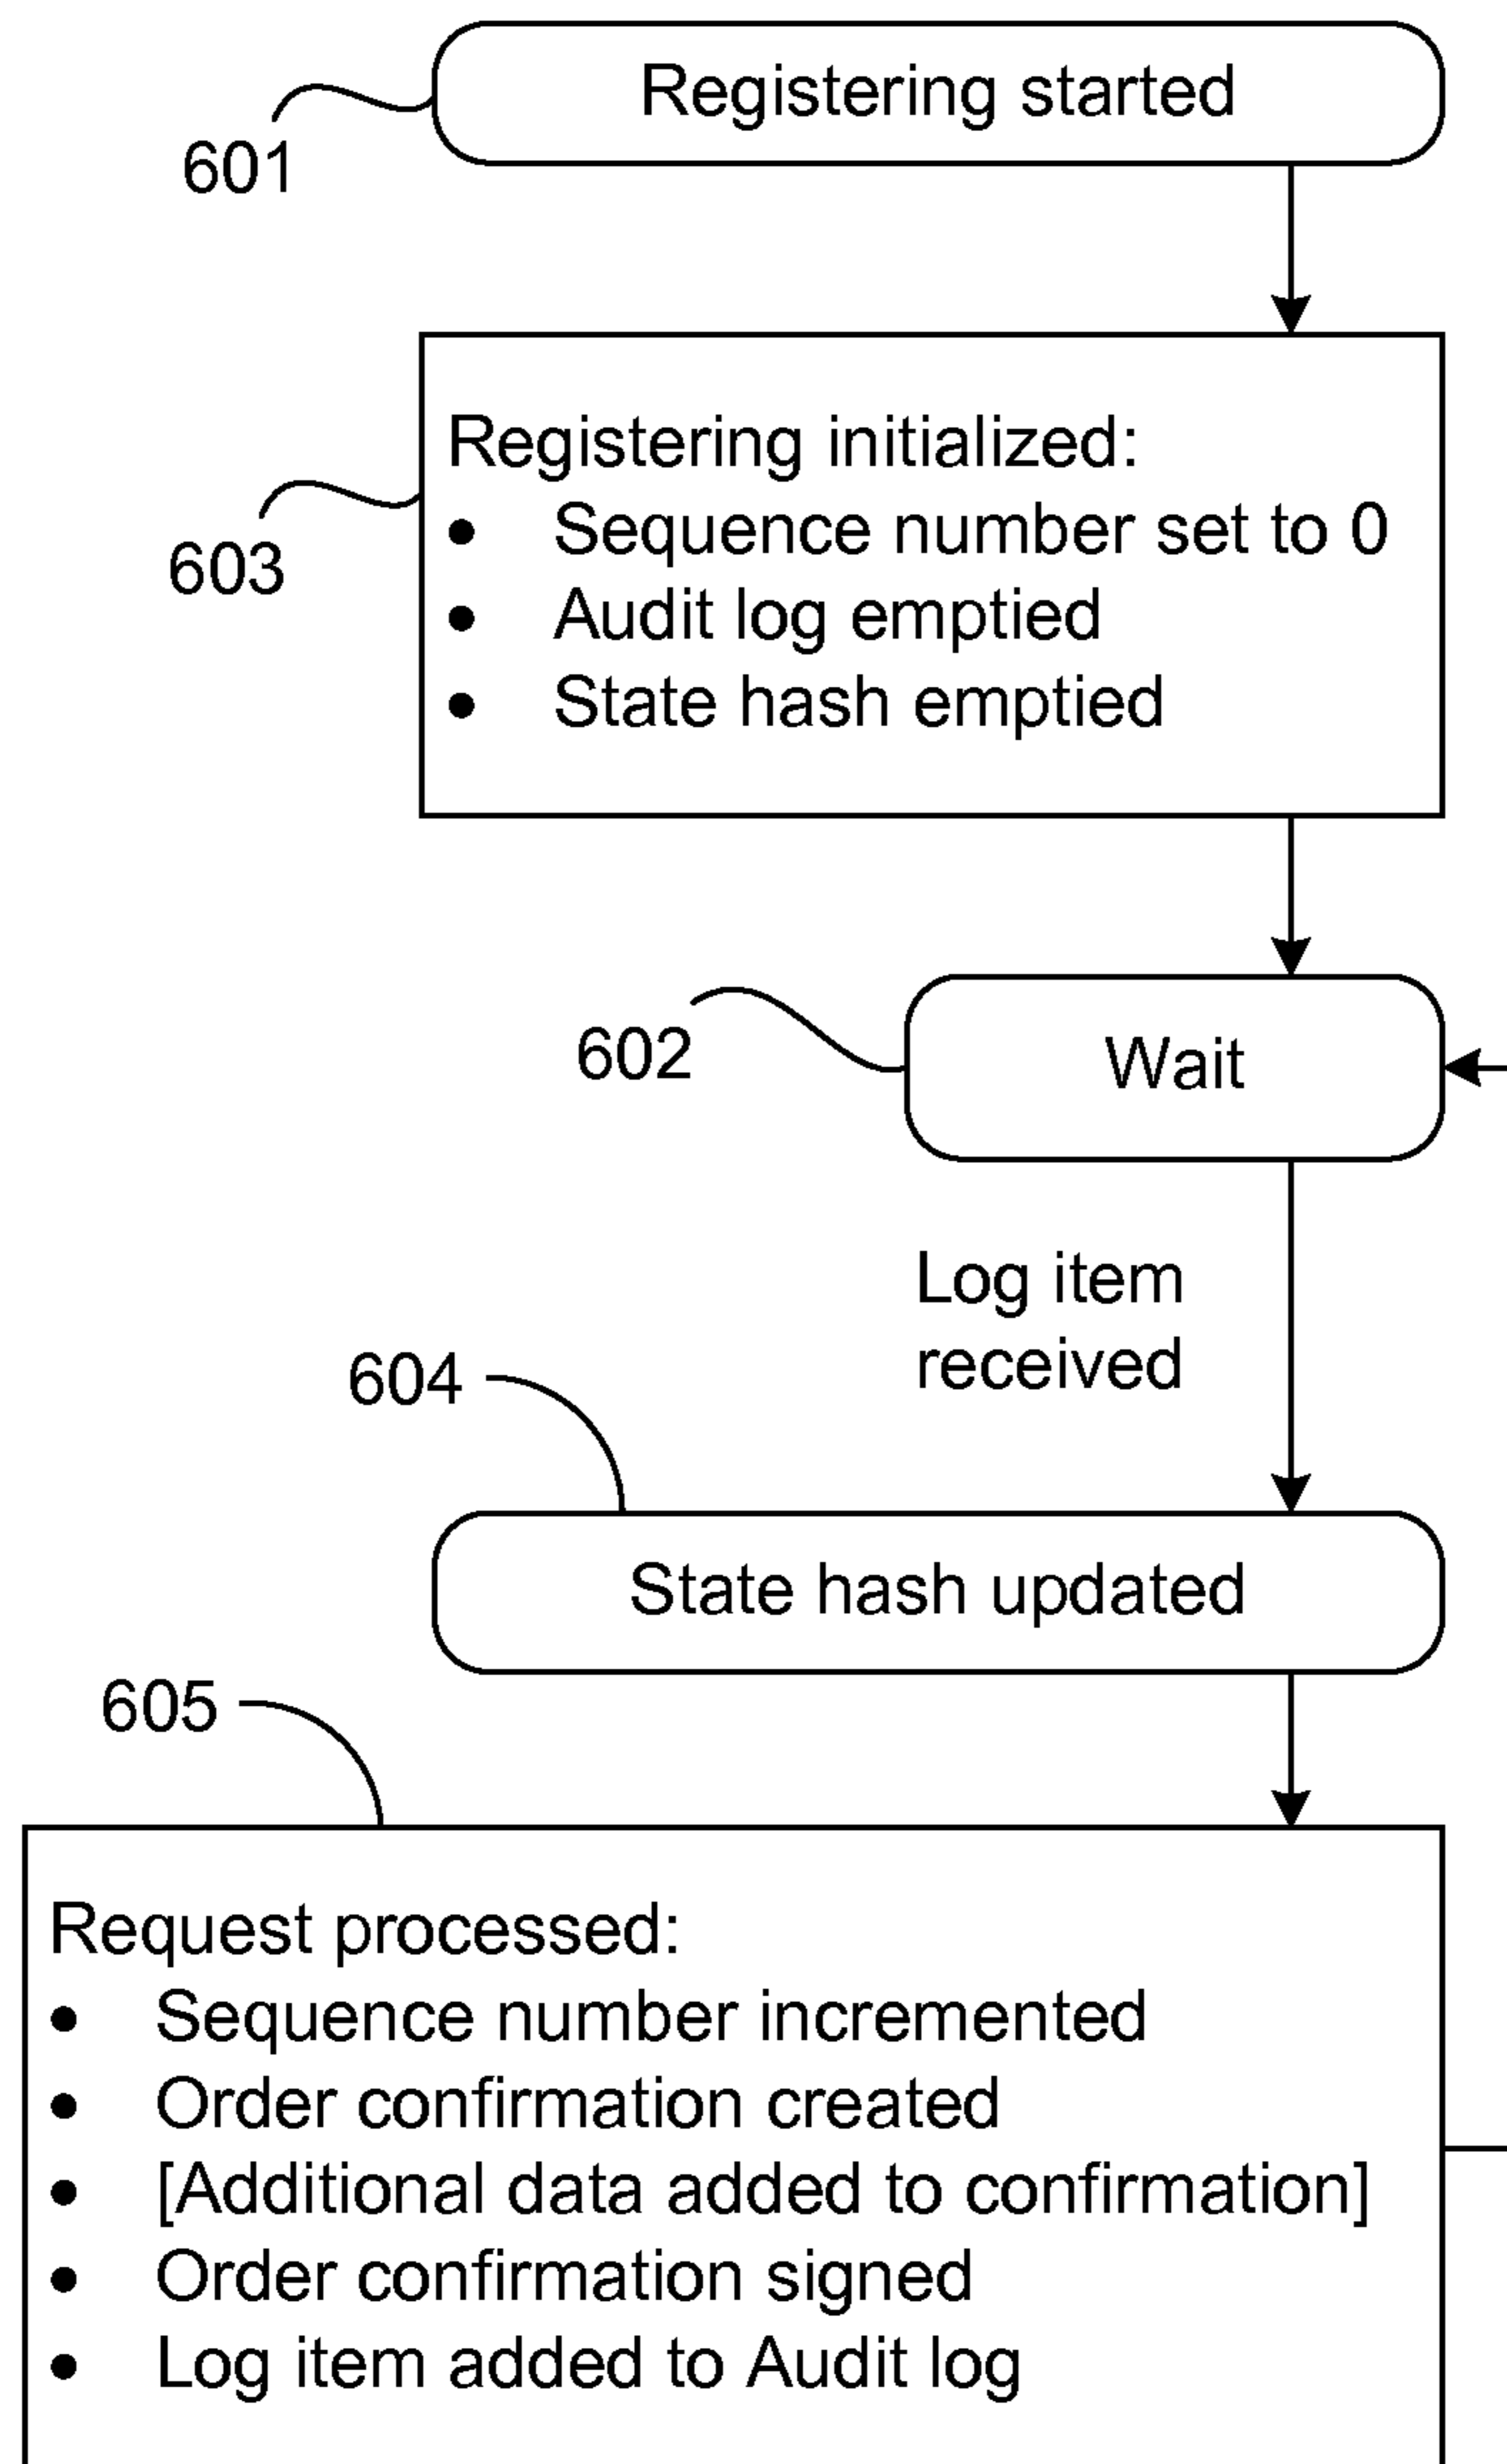 Registering started
601
Registering initialized:
• Sequence number set to 0
603
• Audit log emptied
• State hash emptied
602
Wait
Log item
received
604
State hash updated
605
Request processed:
• Sequence number incremented
• Order confirmation created
• [Additional data added to confirmation]
• Order confirmation signed
• Log item added to Audit log